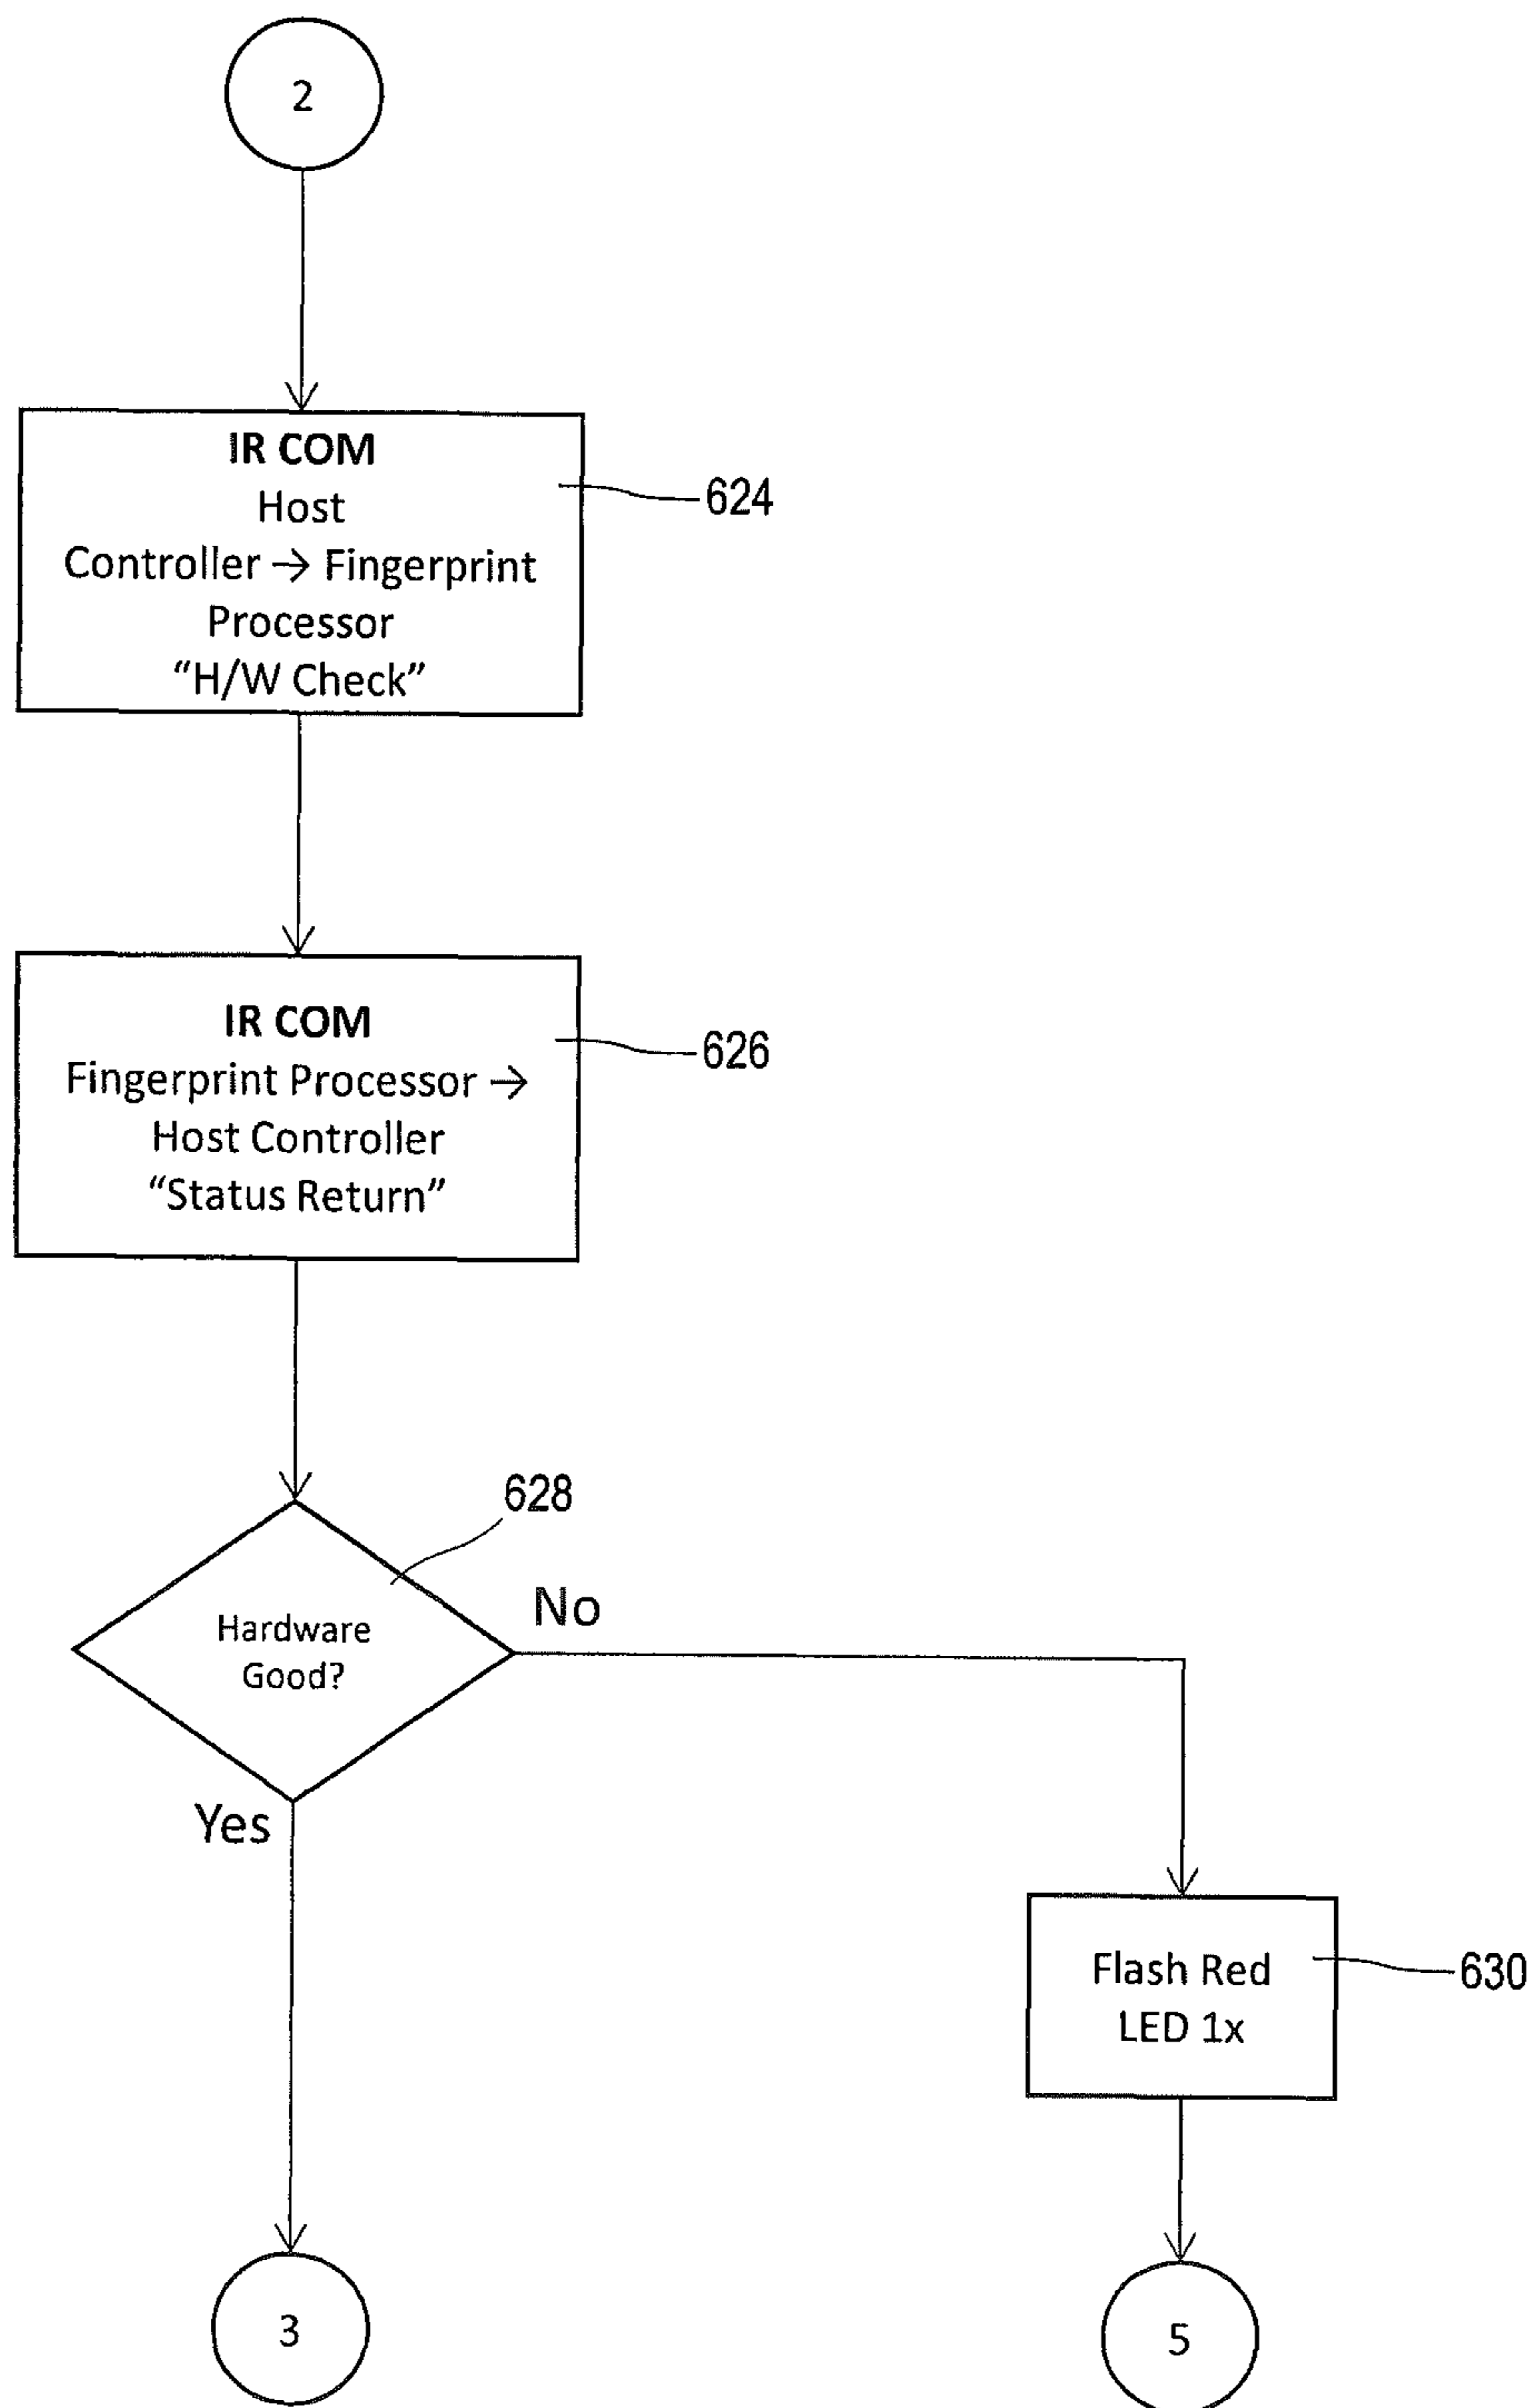 2
IR COM
Host
Controller → Fingerprint
Processor
“H/W Check”
624
IR COM
Fingerprint Processor →
Host Controller
“Status Return”
626
628
Hardware
Good?
No
Yes
Flash Red
LED 1x
630
3
5